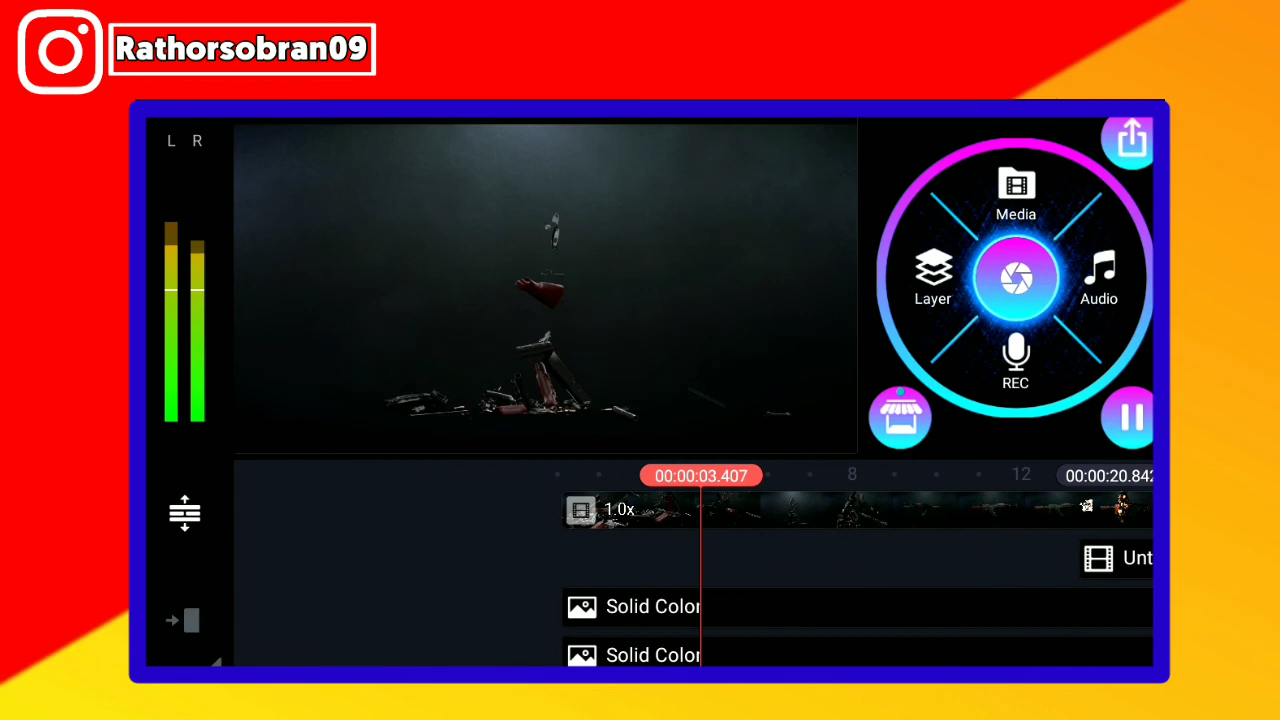 Rathorsobran09
L R
Media
Layer
Audio
REC
00:00:03.407
8
12
00:00:20.842
1.0x
Unt
Solid Color
Solid Color